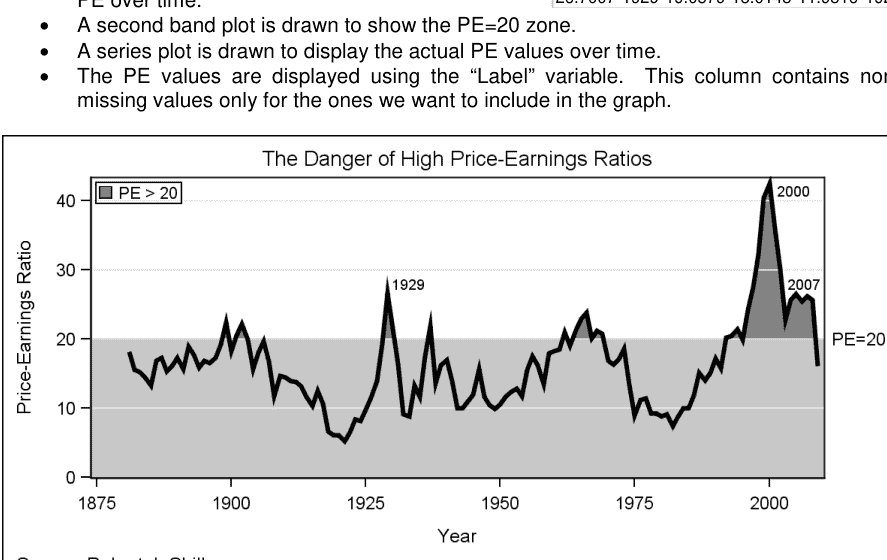 PE over time.
• A second band plot is drawn to show the PE=20 zone.
• A series plot is drawn to display the actual PE values over time.
• The PE values are displayed using the “Label” variable. This column contains non
missing values only for the ones we want to include in the graph.
The Danger of High Price-Earnings Ratios
PE > 20
40
30
20
10
0
Price-Earnings Ratio
1929
2000
2007
PE=20
1875
1900
1925
1950
1975
2000
Year